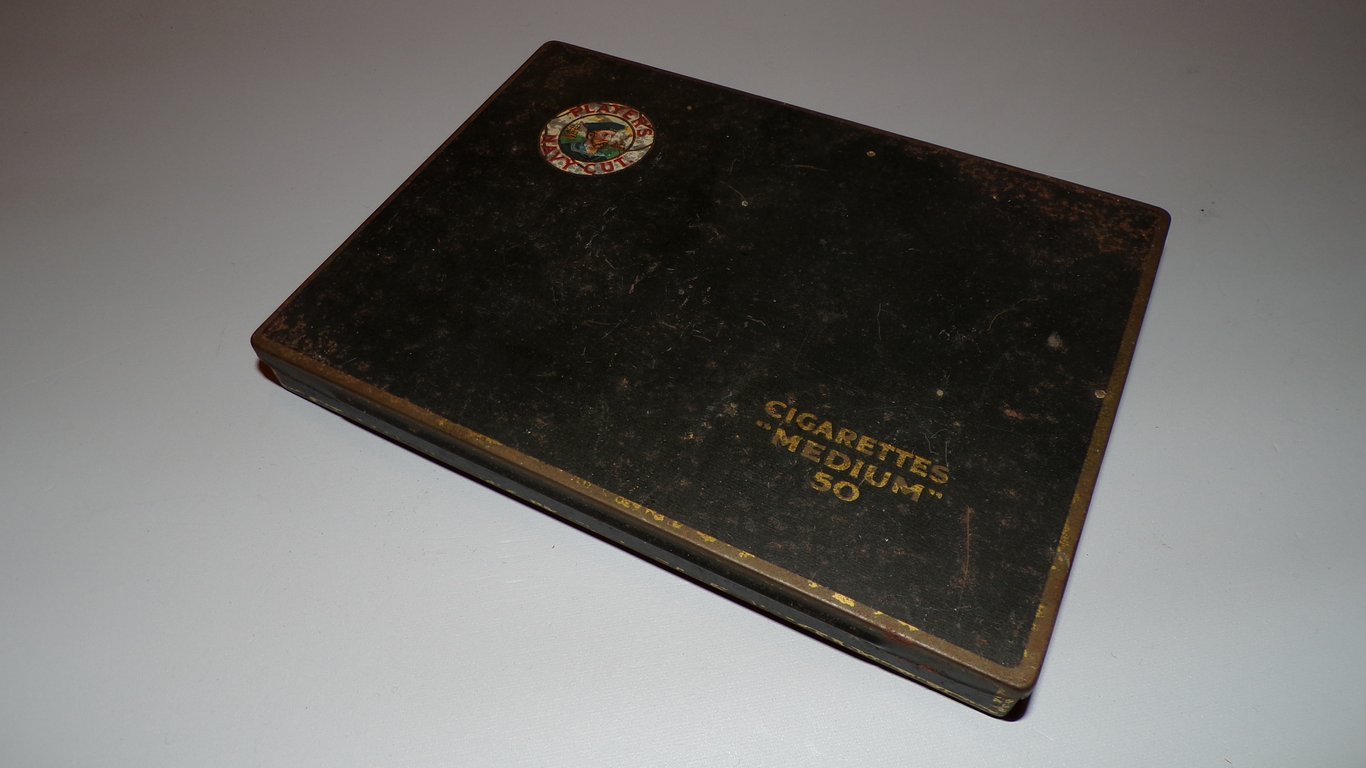 PLAYER'S
NAVY CUT
CIGARETTES
"MEDIUM"
50